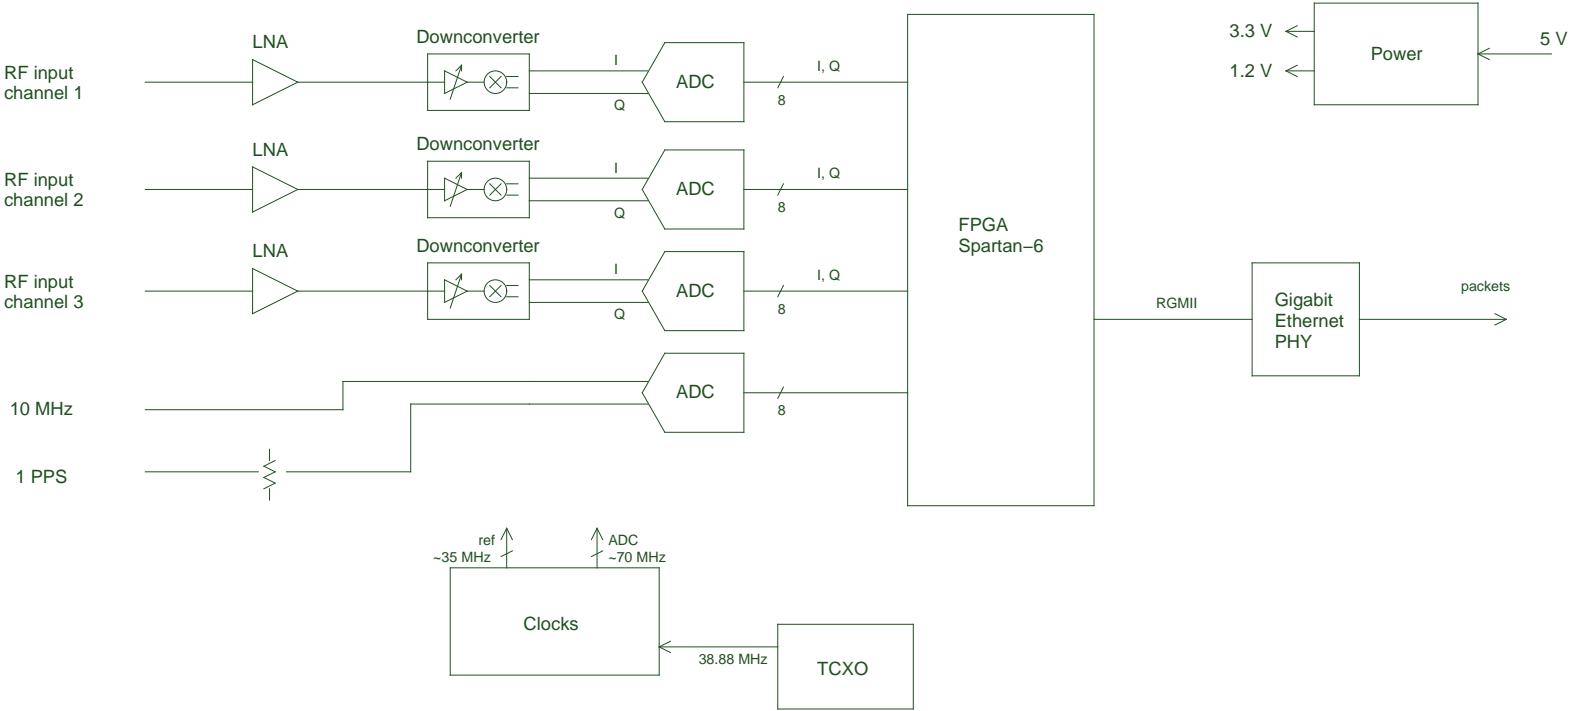 LNA
Downconverter
RF input
channel 1
I
Q
ADC
I, Q
8
3.3 V
1.2 V
Power
5 V
LNA
Downconverter
RF input
channel 2
I
Q
ADC
I, Q
8
LNA
Downconverter
RF input
channel 3
I
Q
ADC
I, Q
8
FPGA
Spartan−6
RGMII
Gigabit
Ethernet
PHY
packets
10 MHz
ADC
8
1 PPS
ref
~35 MHz
ADC
~70 MHz
Clocks
38.88 MHz
TCXO